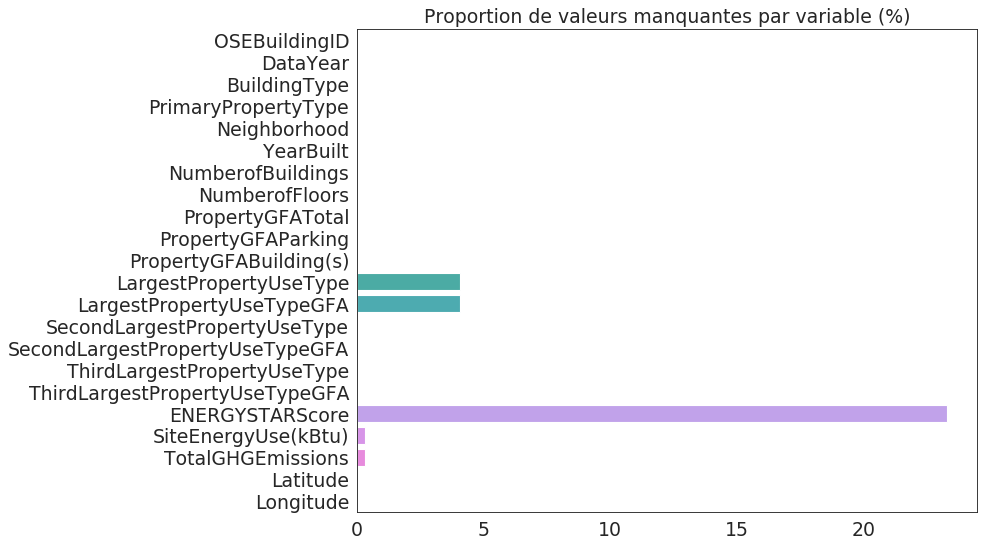 Proportion de valeurs manquantes par variable (%)
OSEBuildingID
DataYear
BuildingType
PrimaryPropertyType
Neighborhood
YearBuilt
NumberofBuildings
NumberofFloors
PropertyGFATotal
PropertyGFAParking
PropertyGFABuilding(s)
LargestPropertyUseType
LargestPropertyUseTypeGFA
SecondLargestPropertyUseType
SecondLargestPropertyUseTypeGFA
ThirdLargestPropertyUseType
ThirdLargestPropertyUseTypeGFA
ENERGYSTARScore
SiteEnergyUse(kBtu)
TotalGHGEmissions
Latitude
Longitude
0 5 10 15 20